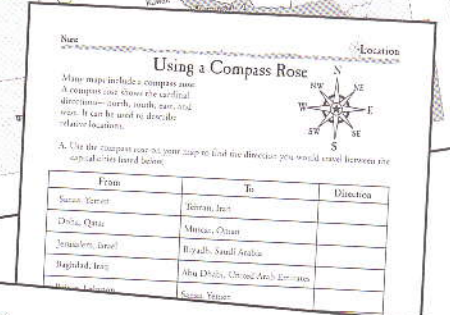 Name
Location
Using a Compass Rose
Many maps include a compass rose.
A compass rose shows the cardinal
directions—north, south, east, and
west. It can be used to describe
relative locations.
N
NW NE
W E
SW SE
S
A. Use the compass rose on your map to find the direction you would travel between the
capital cities listed below.
From To Direction
Sanaa, Yemen Tehran, Iran
Doha, Qatar Muscat, Oman
Jerusalem, Israel Riyadh, Saudi Arabia
Baghdad, Iraq Abu Dhabi, United Arab Emirates
Beirut, Lebanon Sanaa, Yemen